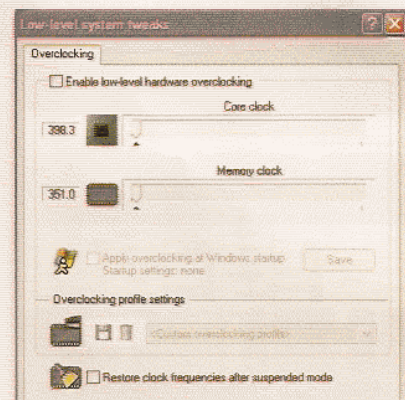 Low-level system tweaks
Overclocking
Enable low-level hardware overclocking
Core clock
398.3
Memory clock
351.0
Apply overclocking at Windows startup
Save
Startup settings: none
Overclocking profile settings
<Custom overclocking profile>
Restore clock frequencies after suspended mode